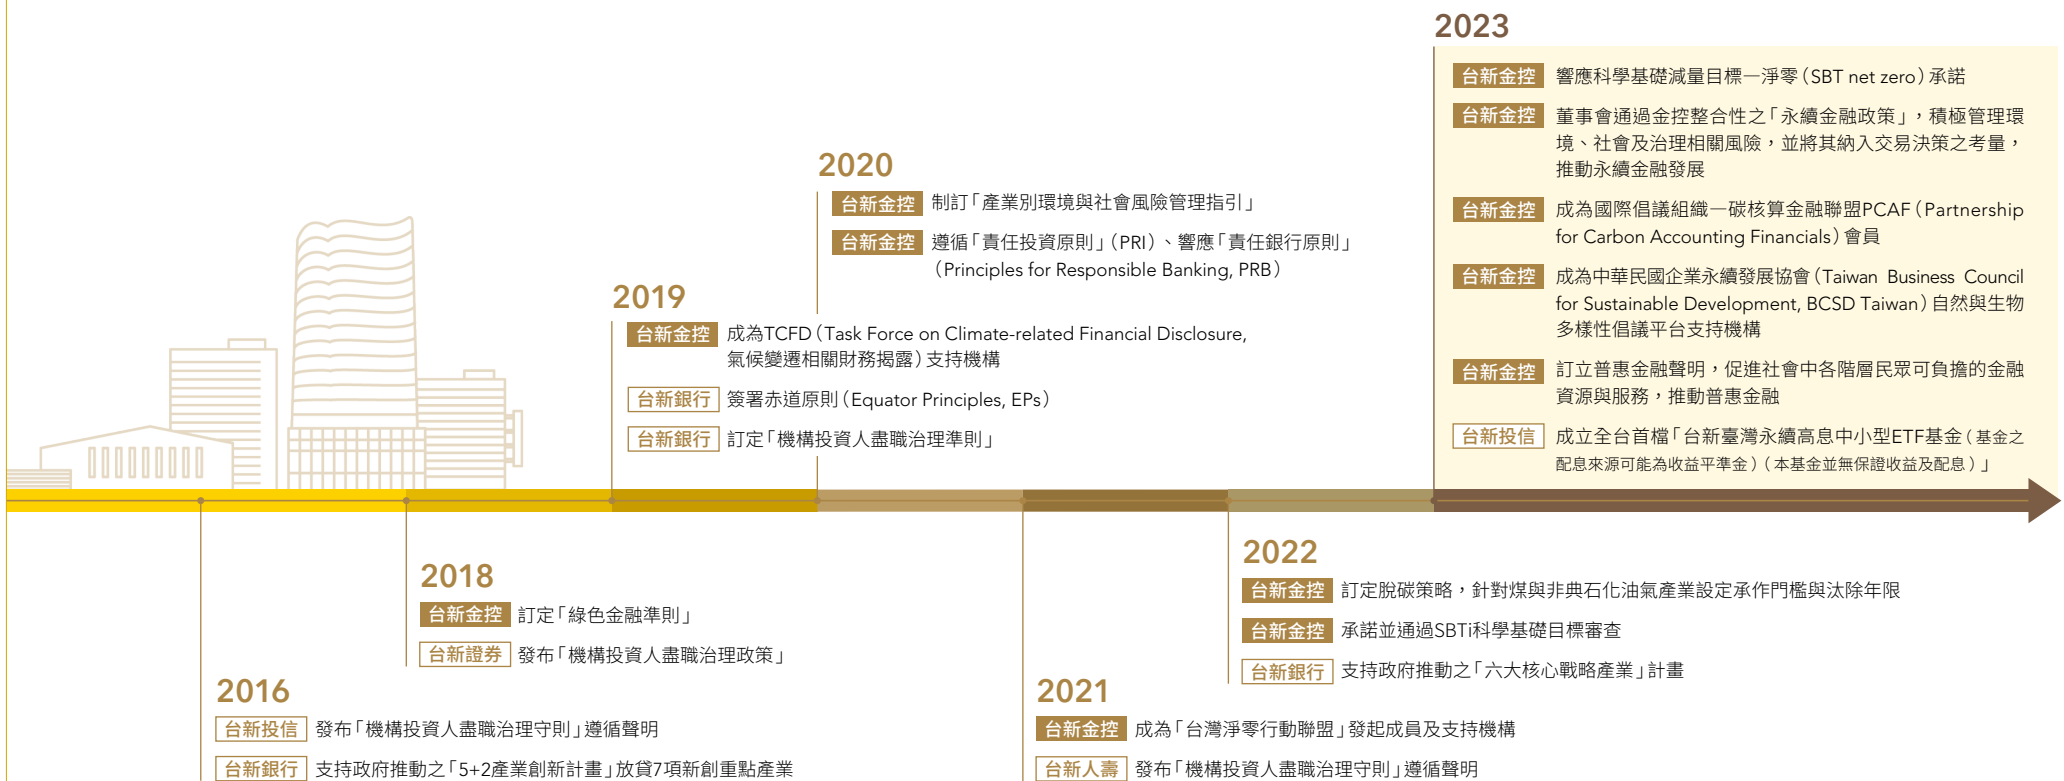 2023
台新金控 響應科學基礎減量目標—淨零(SBT net zero)承諾
台新金控 董事會通過金控整合性之「永續金融政策」,積極管理環
境、社會及治理相關風險,並將其納入交易決策之考量,
推動永續金融發展
台新金控 成為國際倡議組織—碳核算金融聯盟PCAF(Partnership
for Carbon Accounting Financials)會員
台新金控 成為中華民國企業永續發展協會(Taiwan Business Council
for Sustainable Development, BCSD Taiwan)自然與生物
多樣性倡議平台支持機構
台新金控 訂立普惠金融聲明,促進社會中各階層民眾可負擔的金融
資源與服務,推動普惠金融
台新投信 成立全台首檔「台新臺灣永續高息中小型ETF基金(基金之
配息來源可能為收益平準金)(本基金並無保證收益及配息)」
2020
台新金控 制訂「產業別環境與社會風險管理指引」
台新金控 遵循「責任投資原則」(PRI)、響應「責任銀行原則」
(Principles for Responsible Banking, PRB)
2019
台新金控 成為TCFD(Task Force on Climate-related Financial Disclosure,
氣候變遷相關財務揭露)支持機構
台新銀行 簽署赤道原則(Equator Principles, EPs)
台新銀行 訂定「機構投資人盡職治理準則」
2018
台新金控 訂定「綠色金融準則」
台新證券 發布「機構投資人盡職治理政策」
2016
台新投信 發布「機構投資人盡職治理守則」遵循聲明
台新銀行 支持政府推動之「5+2產業創新計畫」放貸7項新創重點產業
2022
台新金控 訂定脫碳策略,針對煤與非典石化油氣產業設定承作門檻與汰除年限
台新金控 承諾並通過SBTi科學基礎目標審查
台新銀行 支持政府推動之「六大核心戰略產業」計畫
2021
台新金控 成為「台灣淨零行動聯盟」發起成員及支持機構
台新人壽 發布「機構投資人盡職治理守則」遵循聲明